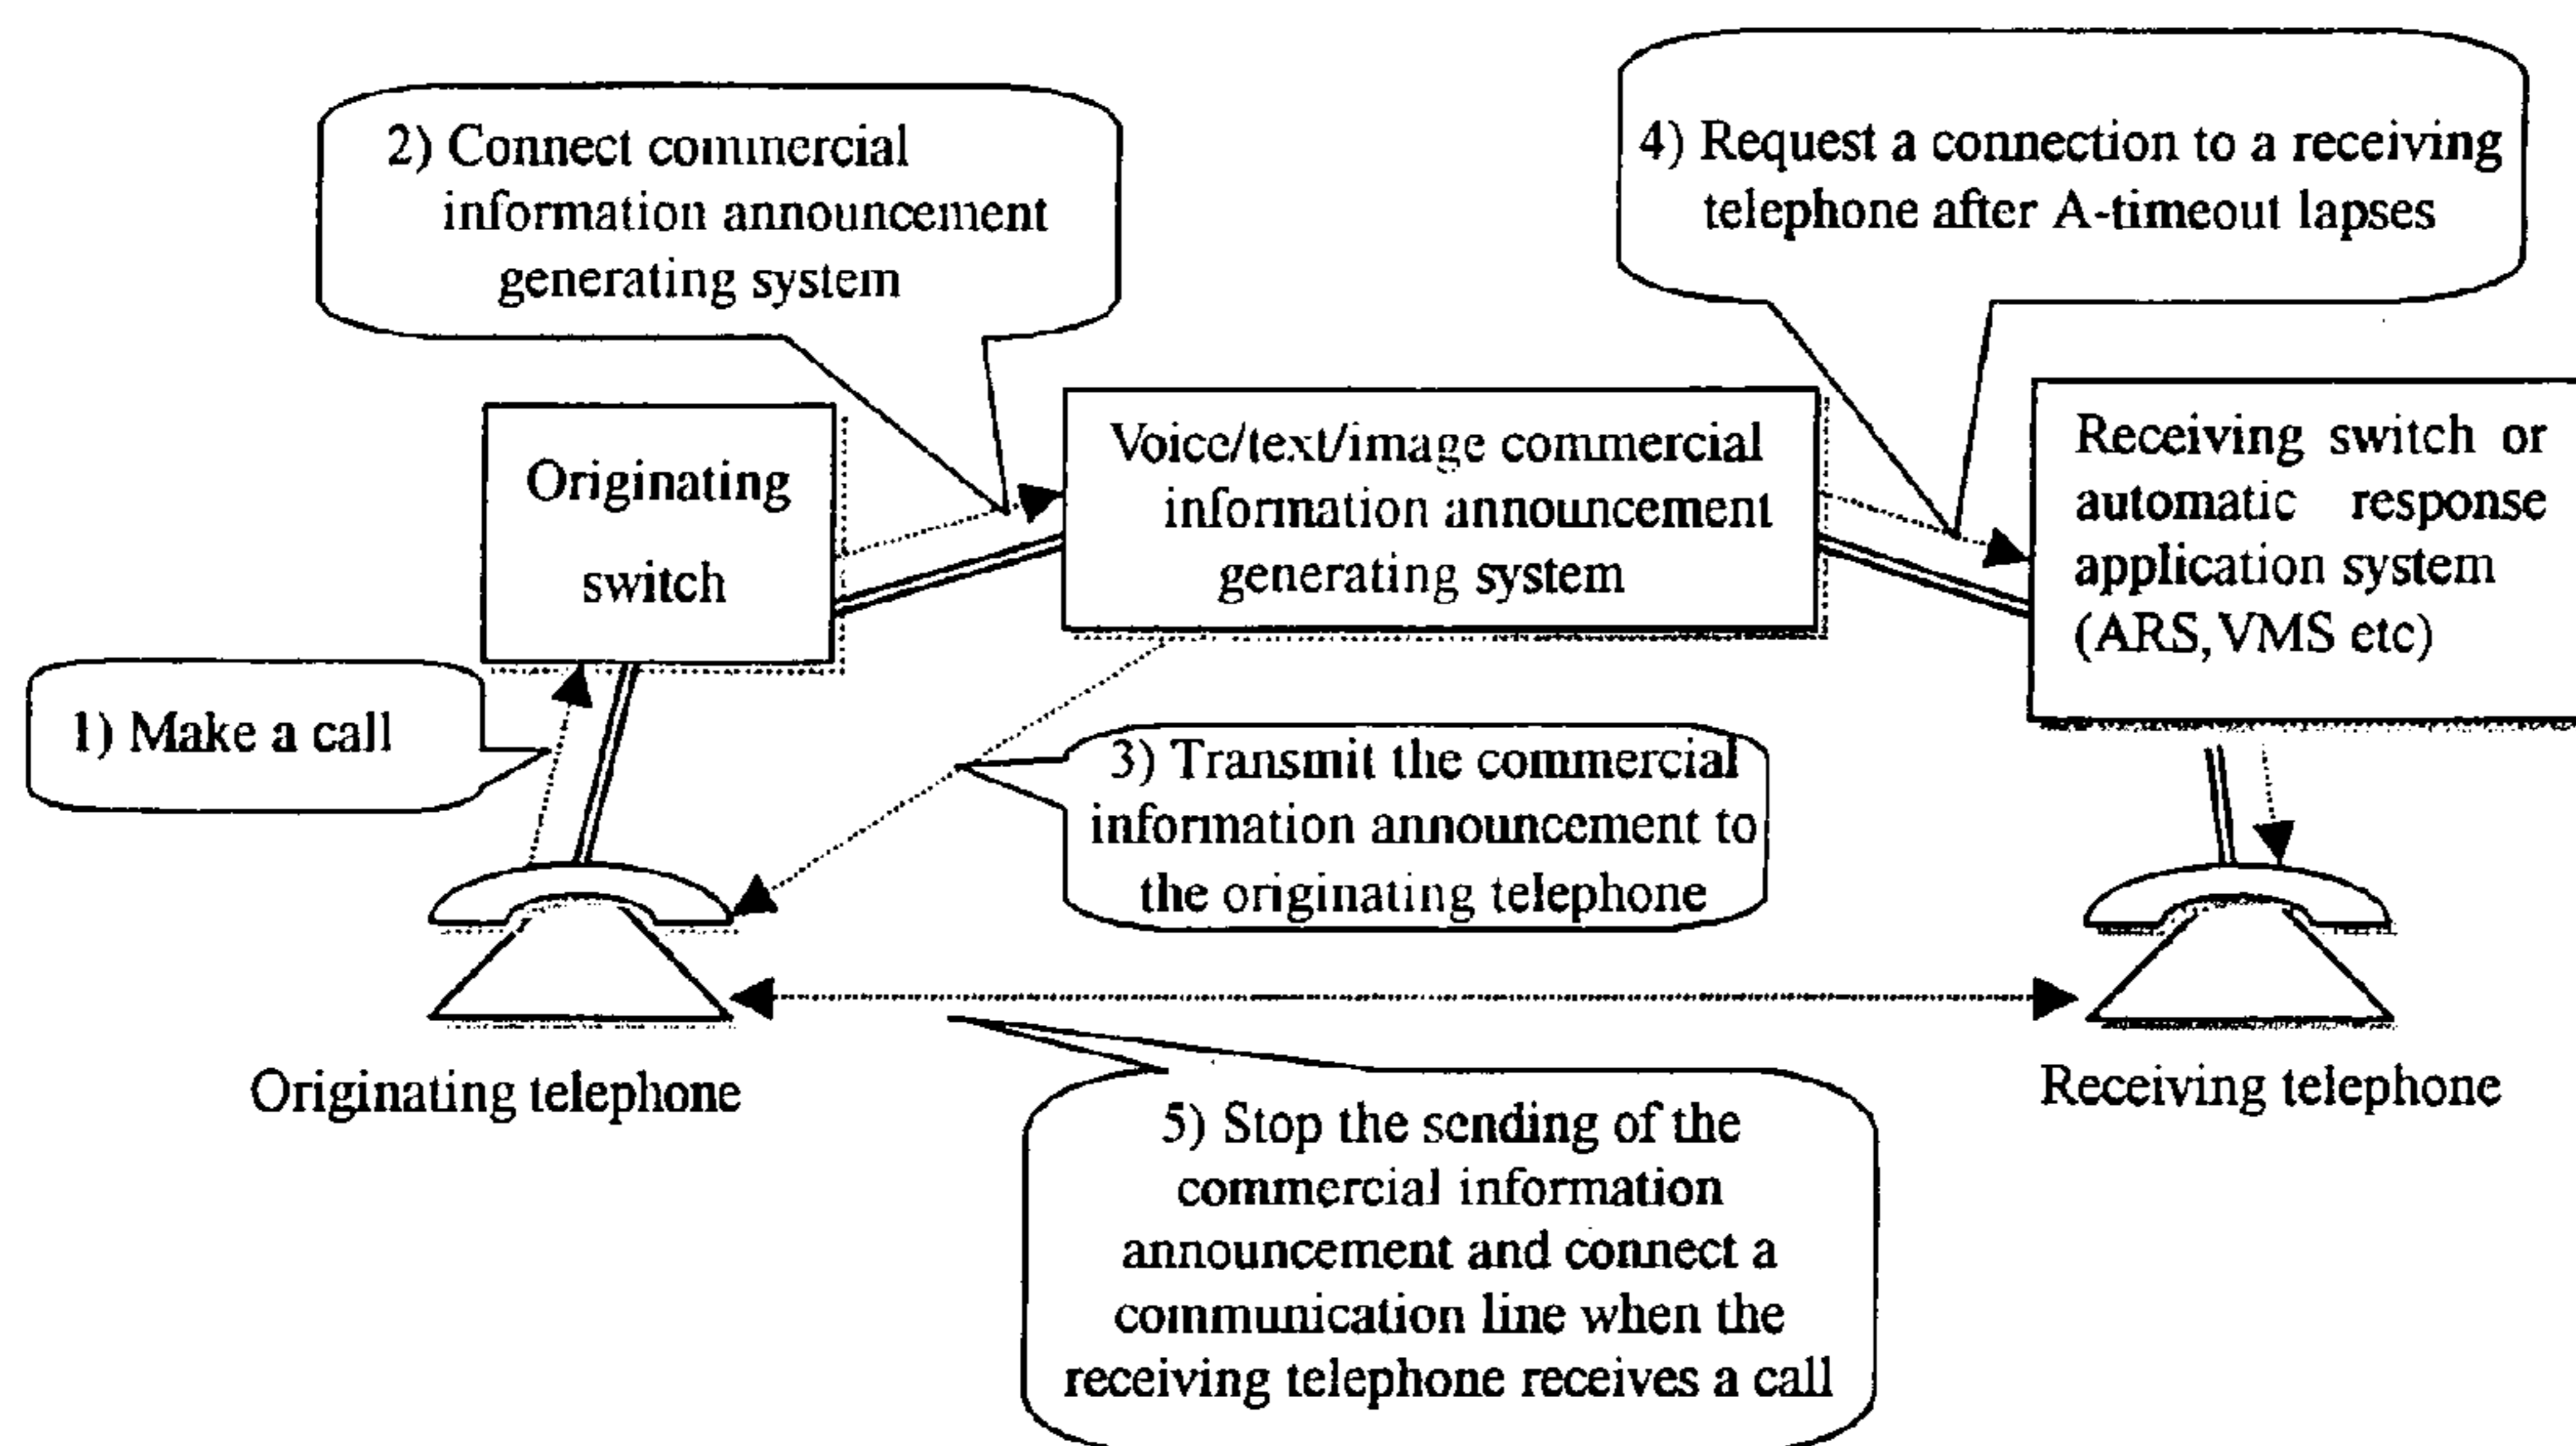 2) Connect commercial
information announcement
generating system
4) Request a connection to a receiving
telephone after A-timeout lapses
Originating
switch
Voice/text/image commercial
information announcement
generating system
Receiving switch or
automatic response
application system
(ARS, VMS etc)
1) Make a call
3) Transmit the commercial
information announcement to
the originating telephone
Originating telephone
Receiving telephone
5) Stop the sending of the
commercial information
announcement and connect a
communication line when the
receiving telephone receives a call